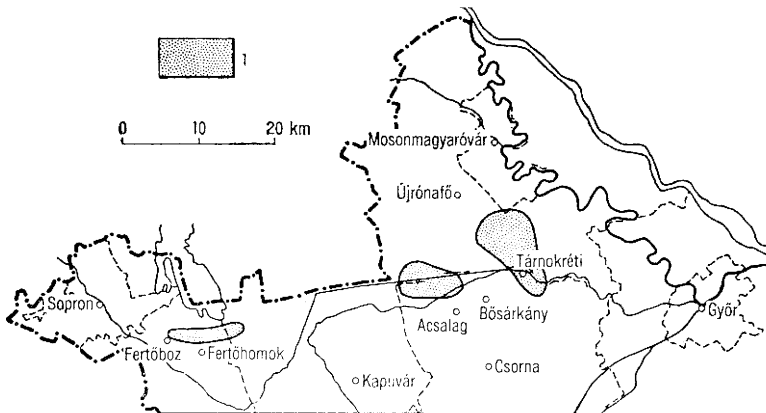 1
0 10 20 km
Mosonmagyaróvár
Újrónafő
Tárnokréti
Sopron
Győr
Bősárkány
Acsalag
Fertőboz
Fertőhomok
Csorna
Kapuvár